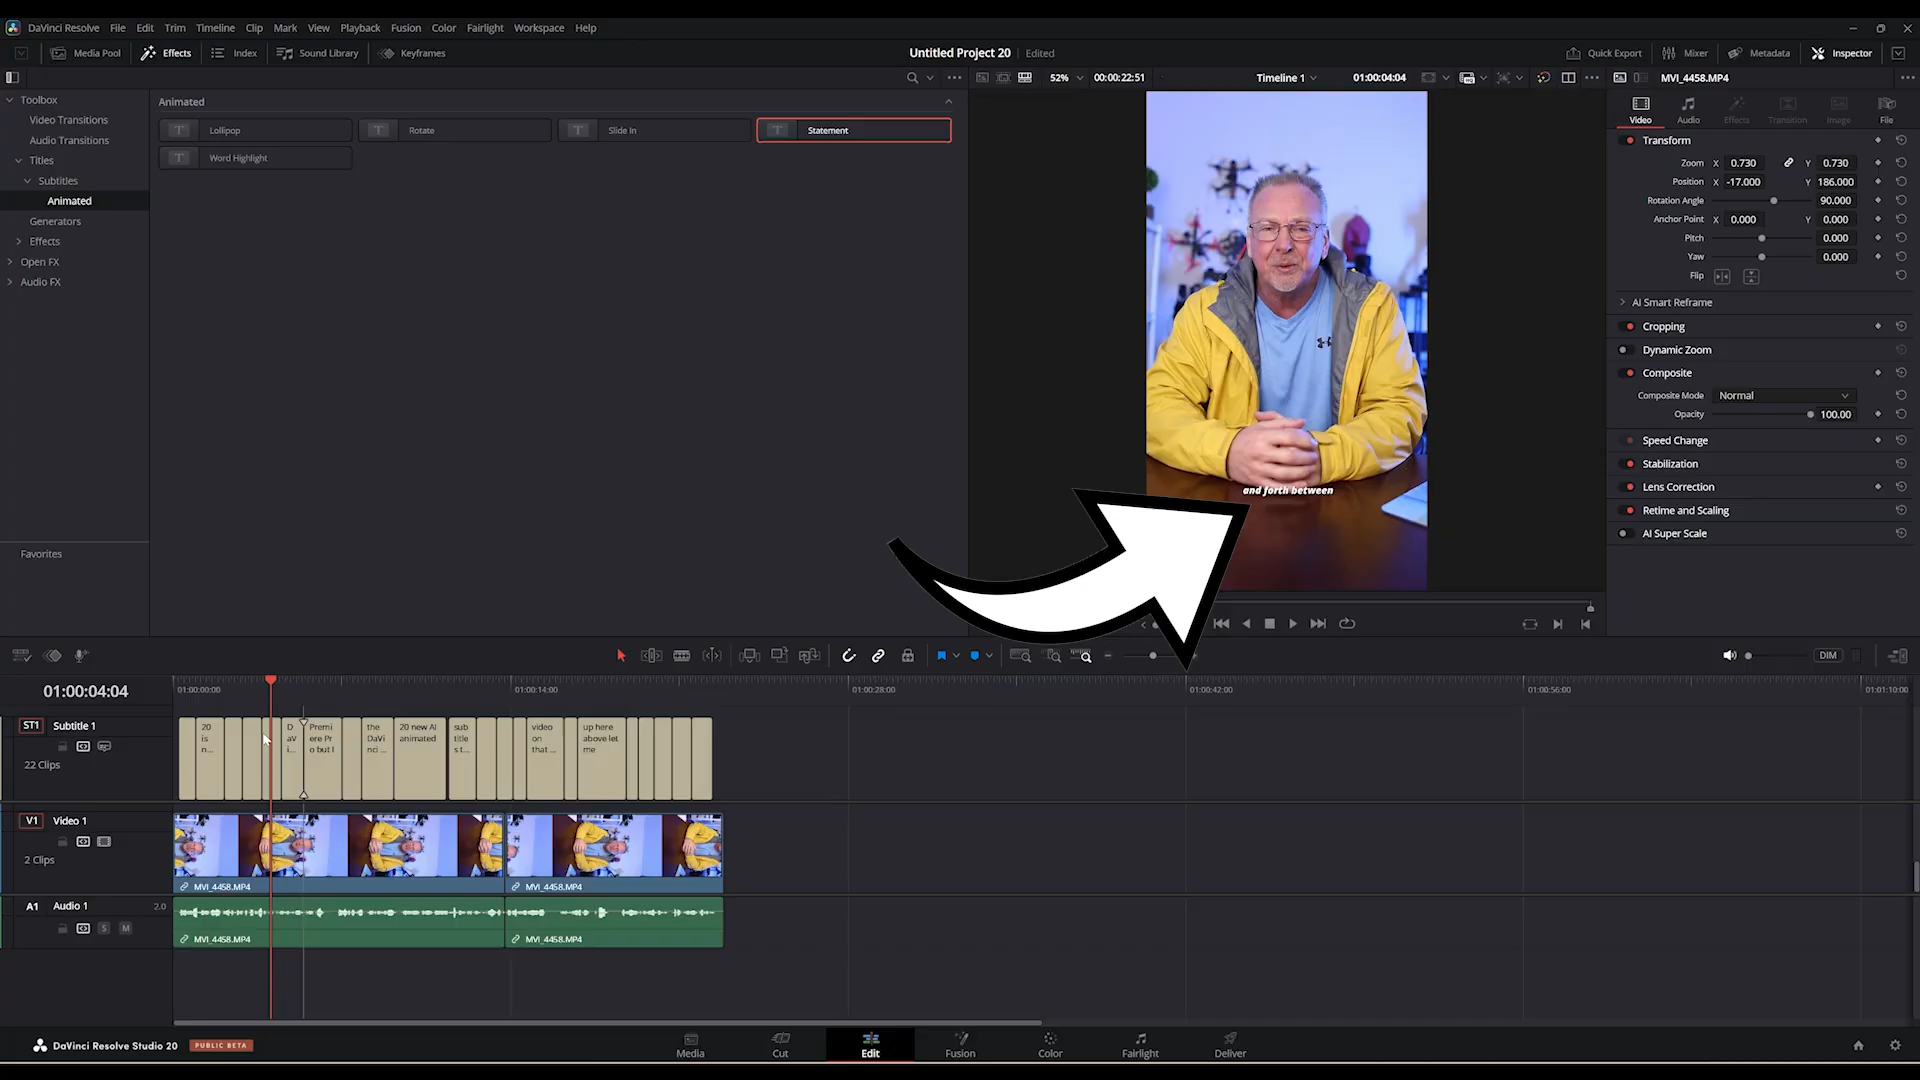 DaVinci Resolve File Edit Trim Timeline Clip Mark View Playback Fusion Color Fairlight Workspace Help
Media Pool Effects Index Sound Library Keyframes Untitled Project 20 Edited Quick Export Mixer Metadata Inspector
52% 00:00:22:51 Timeline 1 01:00:04:04 MVI_4458.MP4
Toolbox
Video Transitions
Audio Transitions
Titles
Subtitles
Animated
Generators
Effects
Open FX
Audio FX
Favorites
Animated
Lollipop Rotate Slide In Statement
Word Highlight
and forth between
Video Audio Effects Transition Image File
Transform
Zoom X 0.730 Y 0.730
Position X -17.000 Y 186.000
Rotation Angle 90.000
Anchor Point X 0.000 Y 0.000
Pitch 0.000
Yaw 0.000
Flip
AI Smart Reframe
Cropping
Dynamic Zoom
Composite
Composite Mode Normal
Opacity 100.00
Speed Change
Stabilization
Lens Correction
Retime and Scaling
AI Super Scale
DIM
01:00:04:04 01:00:00:00 01:00:14:00 01:00:28:00 01:00:42:00 01:00:56:00 01:01:10:00
ST1 Subtitle 1
22 Clips
20 is n...
D aV i...
Premi ere Pr o but I
the DaVi nci ...
20 new AI animated
sub title s t...
video on that ...
up here above let me
V1 Video 1
2 Clips
MVI_4458.MP4 MVI_4458.MP4
A1 Audio 1 2.0
S M
MVI_4458.MP4 MVI_4458.MP4
DaVinci Resolve Studio 20 PUBLIC BETA
Media Cut Edit Fusion Color Fairlight Deliver